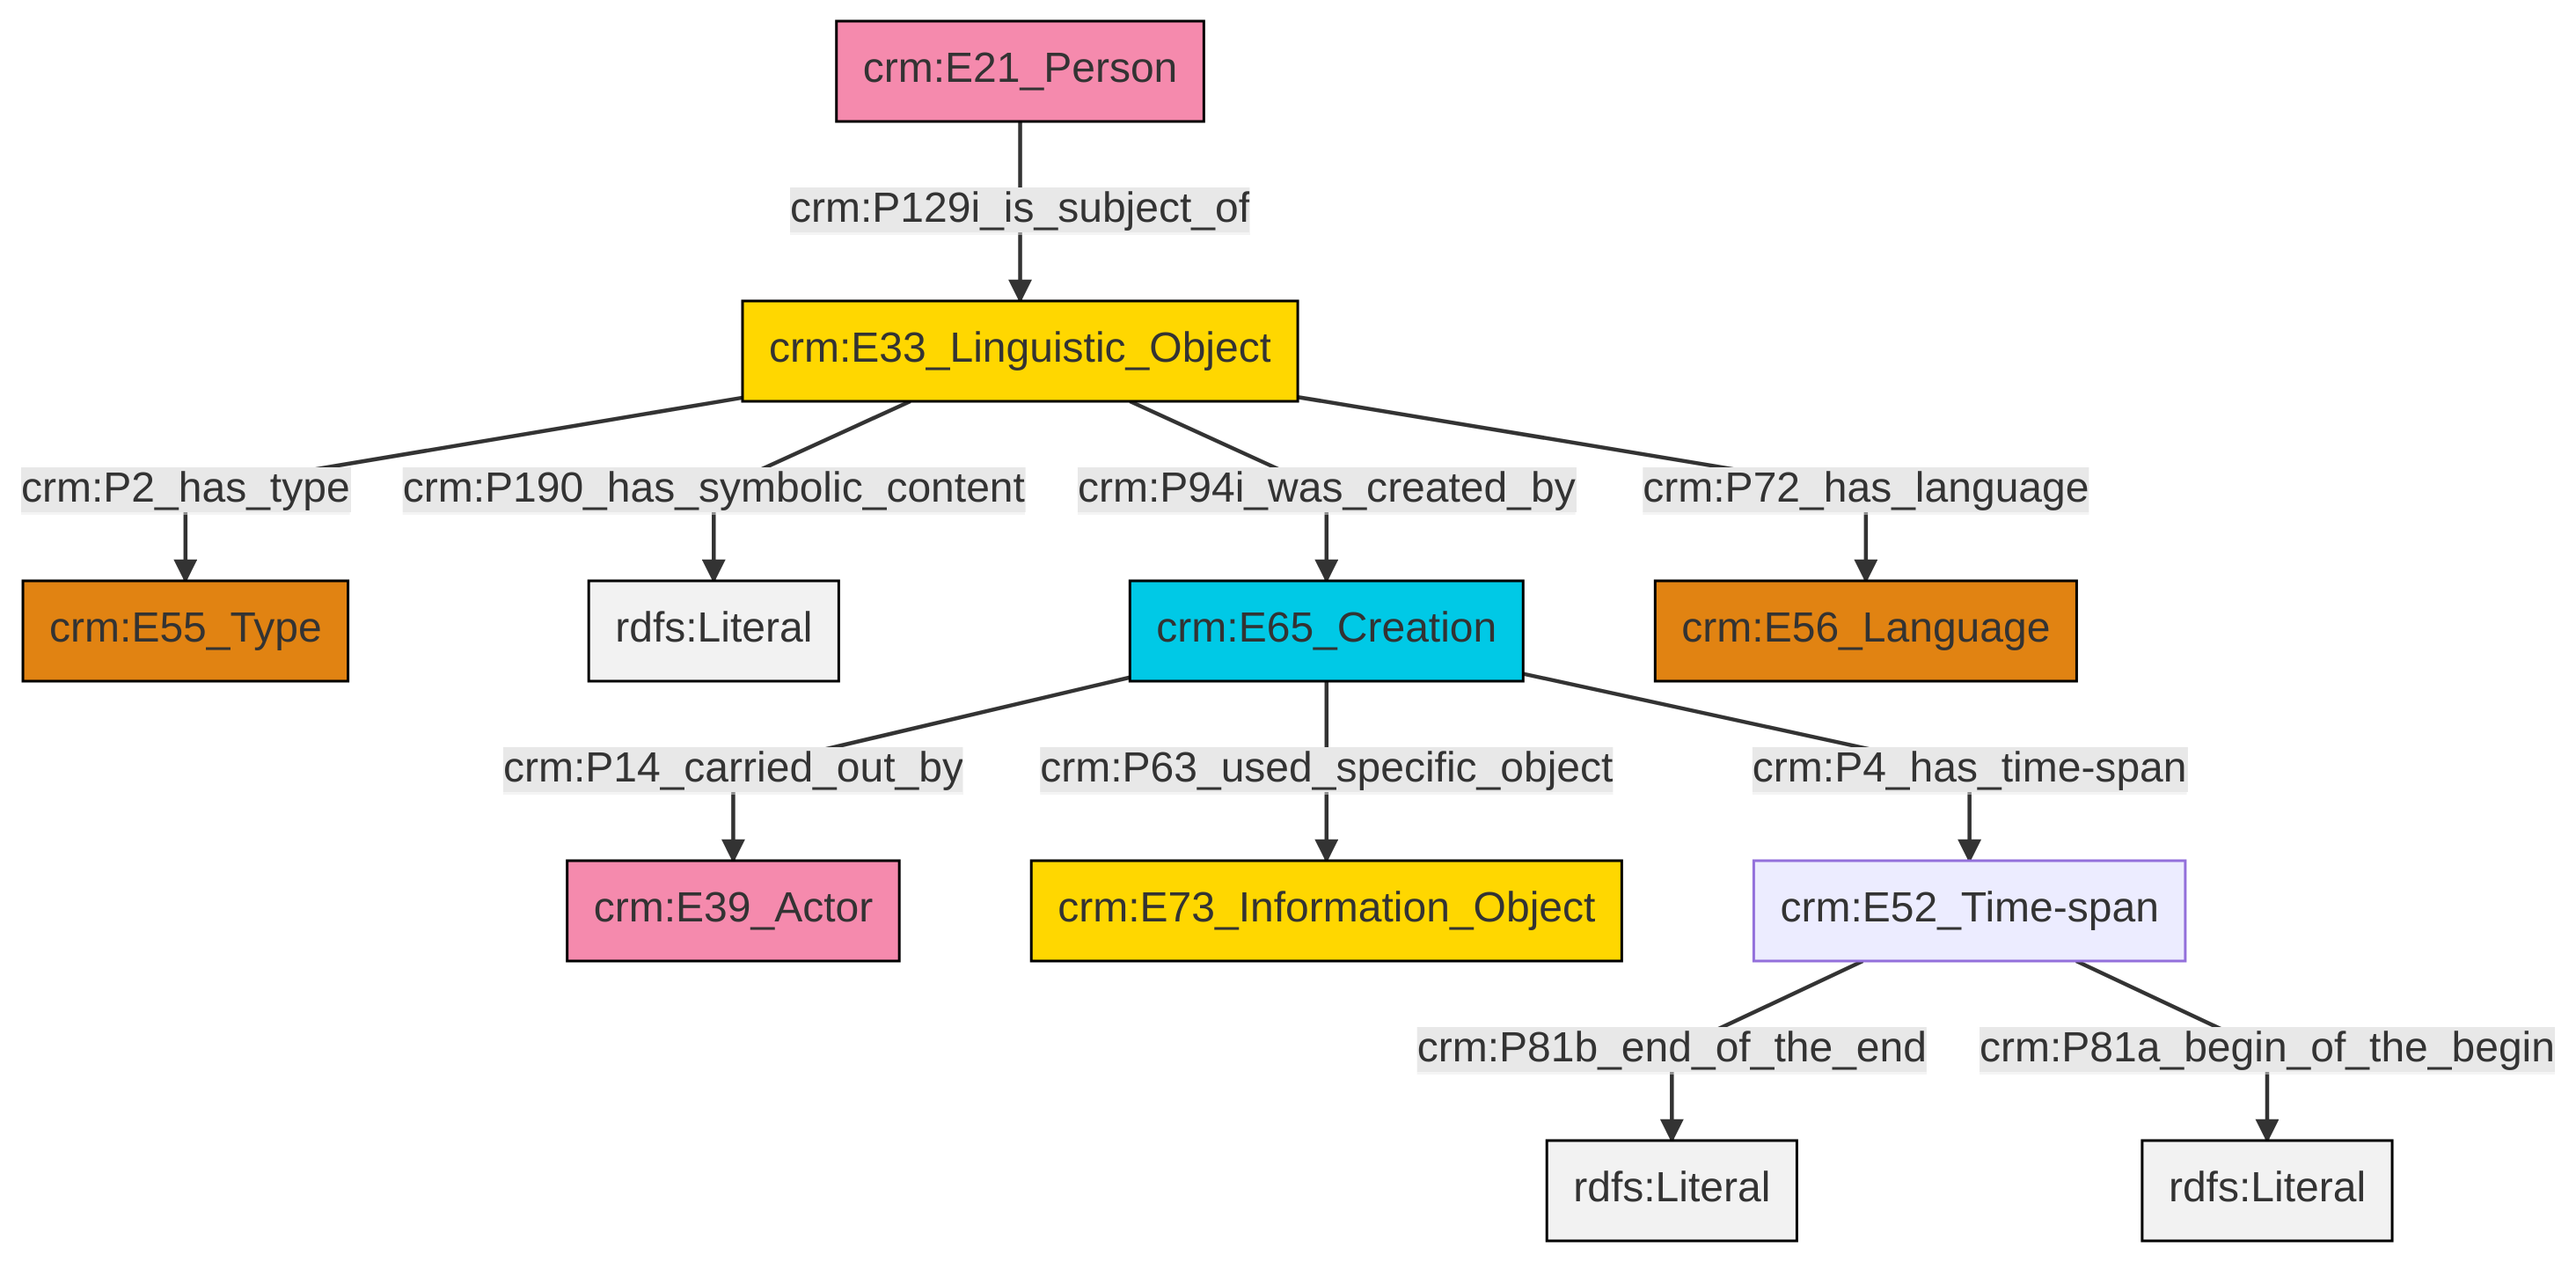 crm:E21_Person
crm:P129i_is_subject_of
crm:E33_Linguistic_Object
crm:P2_has_type
crm:P190_has_symbolic_content
crm:P94i_was_created_by
crm:P72_has_language
crm:E55_Type
rdfs:Literal
crm:E65_Creation
crm:E56_Language
crm:P14_carried_out_by
crm:P63_used_specific_object
crm:P4_has_time-span
crm:E39_Actor
crm:E73_Information_Object
crm:E52_Time-span
crm:P81b_end_of_the_end
crm:P81a_begin_of_the_begin
rdfs:Literal
rdfs:Literal